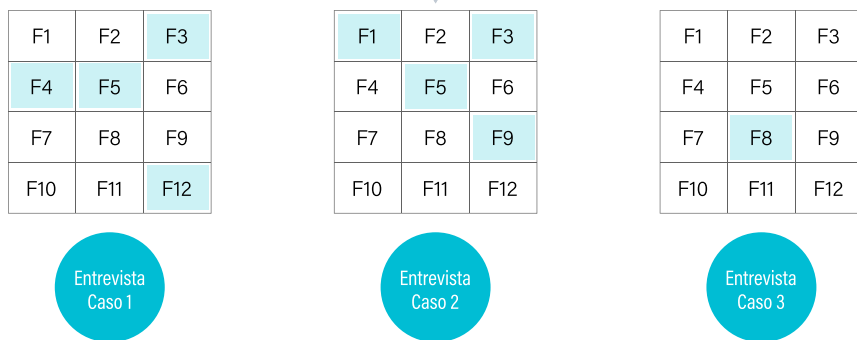 F1 F2 F3
F4 F5 F6
F7 F8 F9
F10 F11 F12
Entrevista
Caso 1
F1 F2 F3
F4 F5 F6
F7 F8 F9
F10 F11 F12
Entrevista
Caso 2
F1 F2 F3
F4 F5 F6
F7 F8 F9
F10 F11 F12
Entrevista
Caso 3